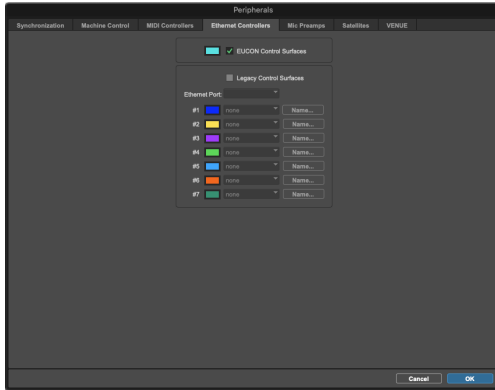 Peripherals
Synchronization Machine Control MIDI Controllers Ethernet Controllers Mic Preamps Satellites VENUE
EUCON Control Surfaces
Legacy Control Surfaces
Ethernet Port:
#1 none Name...
#2 none Name...
#3 none Name...
#4 none Name...
#5 none Name...
#6 none Name...
#7 none Name...
Cancel OK